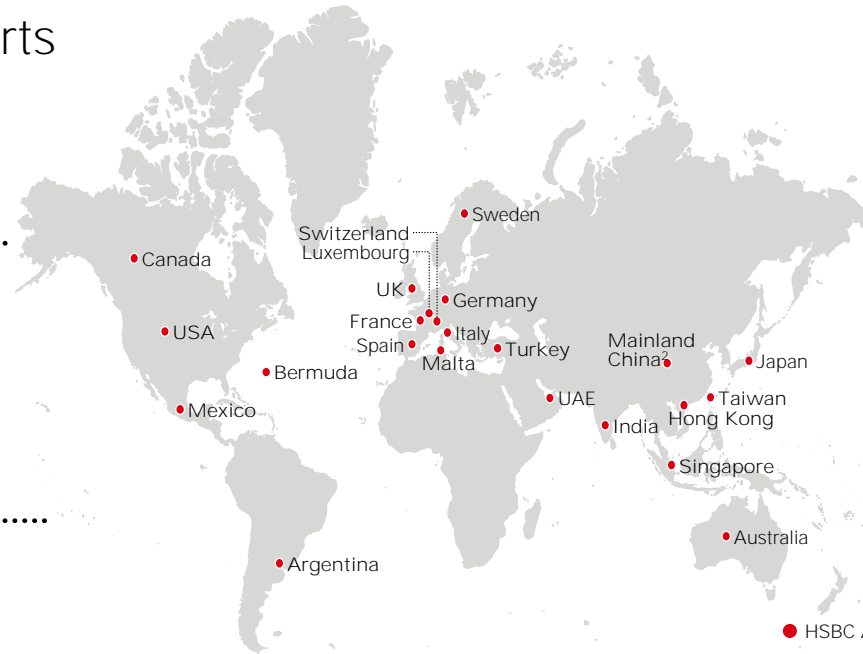 rts
Sweden
Switzerland
Luxembourg
Canada
UK
Germany
France
Italy
USA
Spain
Malta
Turkey
Mainland
China²
Japan
Bermuda
UAE
Taiwan
Mexico
Hong Kong
India
Singapore
Australia
Argentina
HSBC